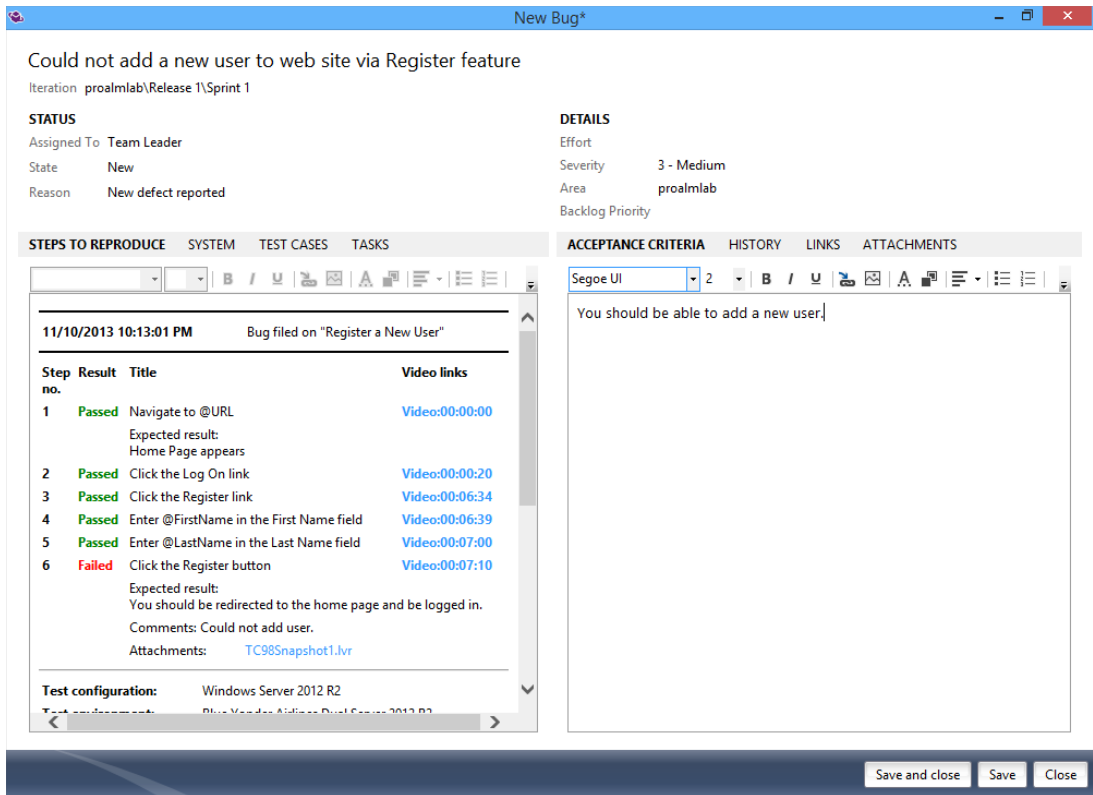 New Bug*
Could not add a new user to web site via Register feature
Iteration proalmlab\Release 1\Sprint 1
STATUS
Assigned To Team Leader
State New
Reason New defect reported
DETAILS
Effort
Severity 3 - Medium
Area proalmlab
Backlog Priority
STEPS TO REPRODUCE SYSTEM TEST CASES TASKS
B I U A
11/10/2013 10:13:01 PM Bug filed on "Register a New User"
Step no. Result Title Video links
1 Passed Navigate to @URL Video:00:00:00
Expected result:
Home Page appears
2 Passed Click the Log On link Video:00:00:20
3 Passed Click the Register link Video:00:06:34
4 Passed Enter @FirstName in the First Name field Video:00:06:39
5 Passed Enter @LastName in the Last Name field Video:00:07:00
6 Failed Click the Register button Video:00:07:10
Expected result:
You should be redirected to the home page and be logged in.
Comments: Could not add user.
Attachments: TC98Snapshot1.lvr
Test configuration: Windows Server 2012 R2
Test environment: Blue Yonder Airlines Dual Server 2012 R2
ACCEPTANCE CRITERIA HISTORY LINKS ATTACHMENTS
Segoe UI 2 B I U A
You should be able to add a new user.
Save and close Save Close